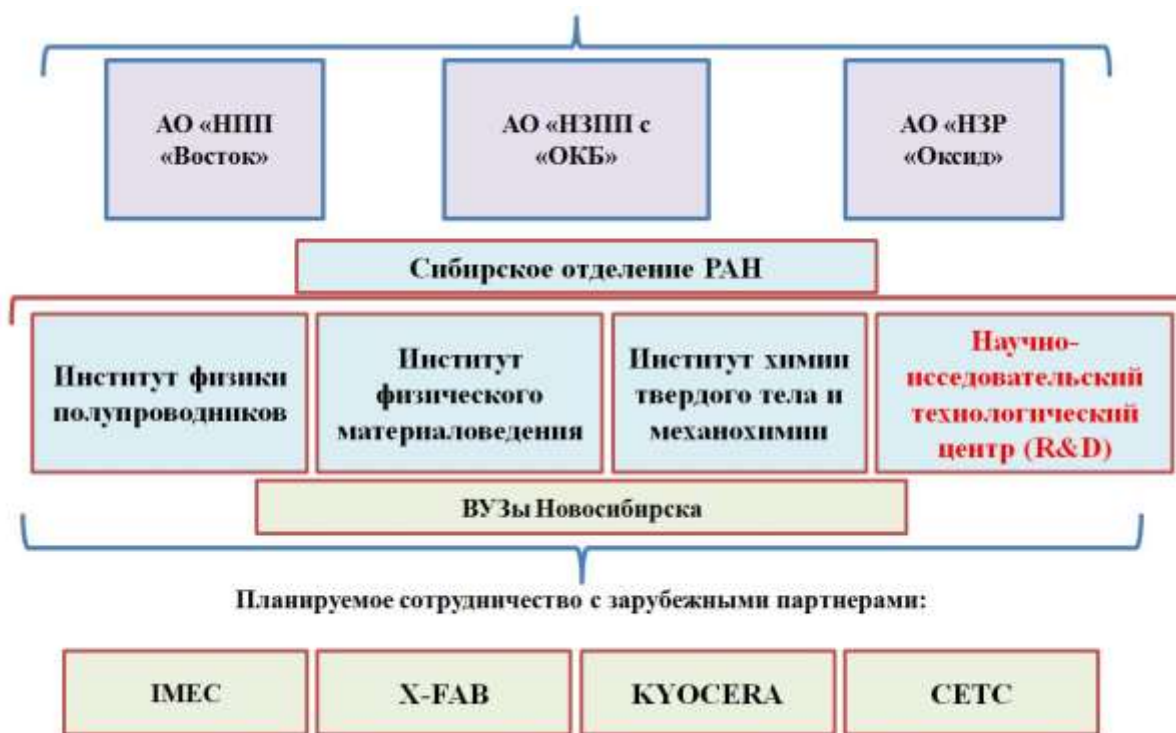 АО «НПП
«Восток»
АО «НЗПП с
«ОКБ»
АО «НЗР
«Оксид»
Сибирское отделение РАН
Институт физики
полупроводников
Институт
физического
материаловедения
Институт химии
твердого тела и
механохимии
Научно-
исседовательский
технологический
центр (R&D)
ВУЗы Новосибирска
Планируемое сотрудничество с зарубежными партнерами:
IMEC
X-FAB
KYOCERA
CETC